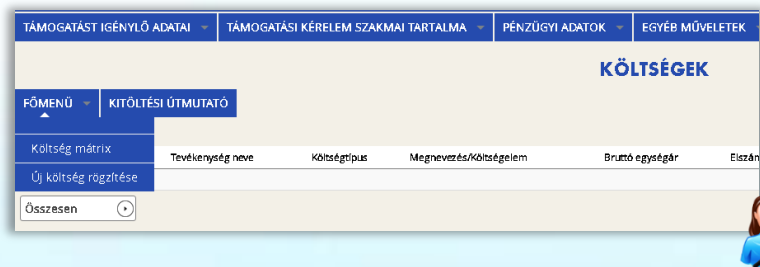 TÁMOGATÁST IGÉNYLŐ ADATAI TÁMOGATÁSI KÉRELEM SZAKMAI TARTALMA PÉNZÜGYI ADATOK EGYÉB MŰVELETEK
KÖLTSÉGEK
FŐMENÜ KITÖLTÉSI ÚTMUTATÓ
Költség mátrix
Új költség rögzítése
Tevékenység neve Költségtípus Megnevezés/Költségelem Bruttó egységár Elszán
Összesen